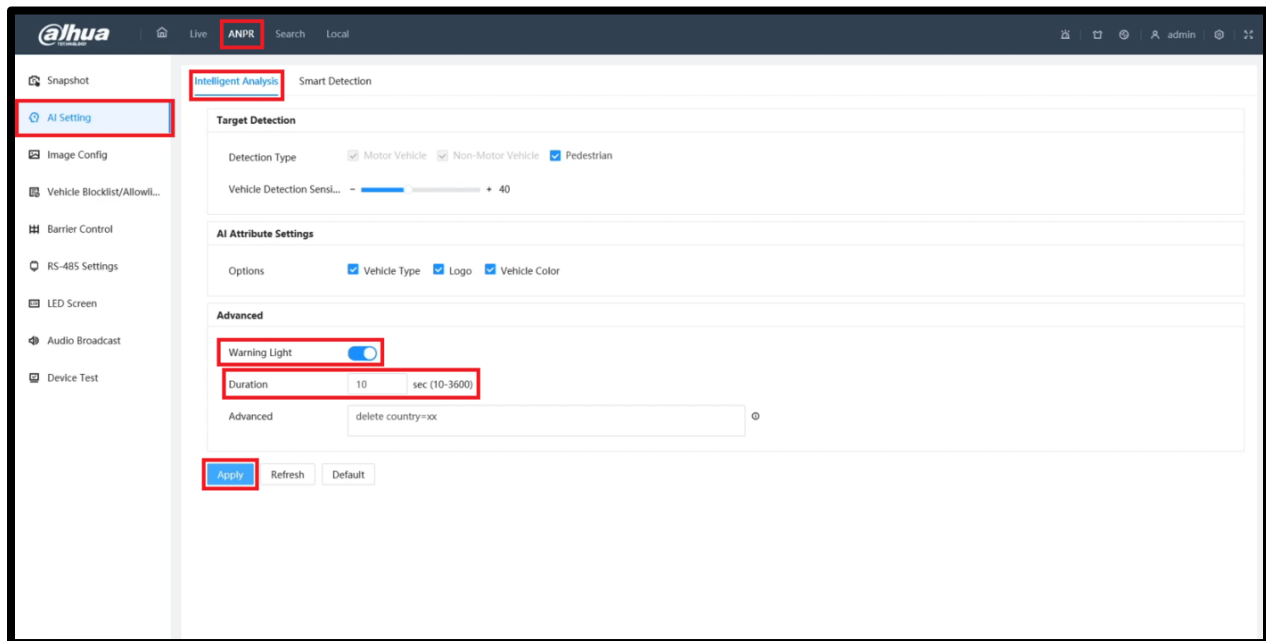 alhua
TECHNOLOGY
Live ANPR Search Local admin
Snapshot
AI Setting
Image Config
Vehicle Blocklist/Allowli...
Barrier Control
RS-485 Settings
LED Screen
Audio Broadcast
Device Test
Intelligent Analysis Smart Detection
Target Detection
Detection Type Motor Vehicle Non-Motor Vehicle Pedestrian
Vehicle Detection Sensi... - + 40
AI Attribute Settings
Options Vehicle Type Logo Vehicle Color
Advanced
Warning Light
Duration 10 sec (10-3600)
Advanced delete country=xx
Apply Refresh Default